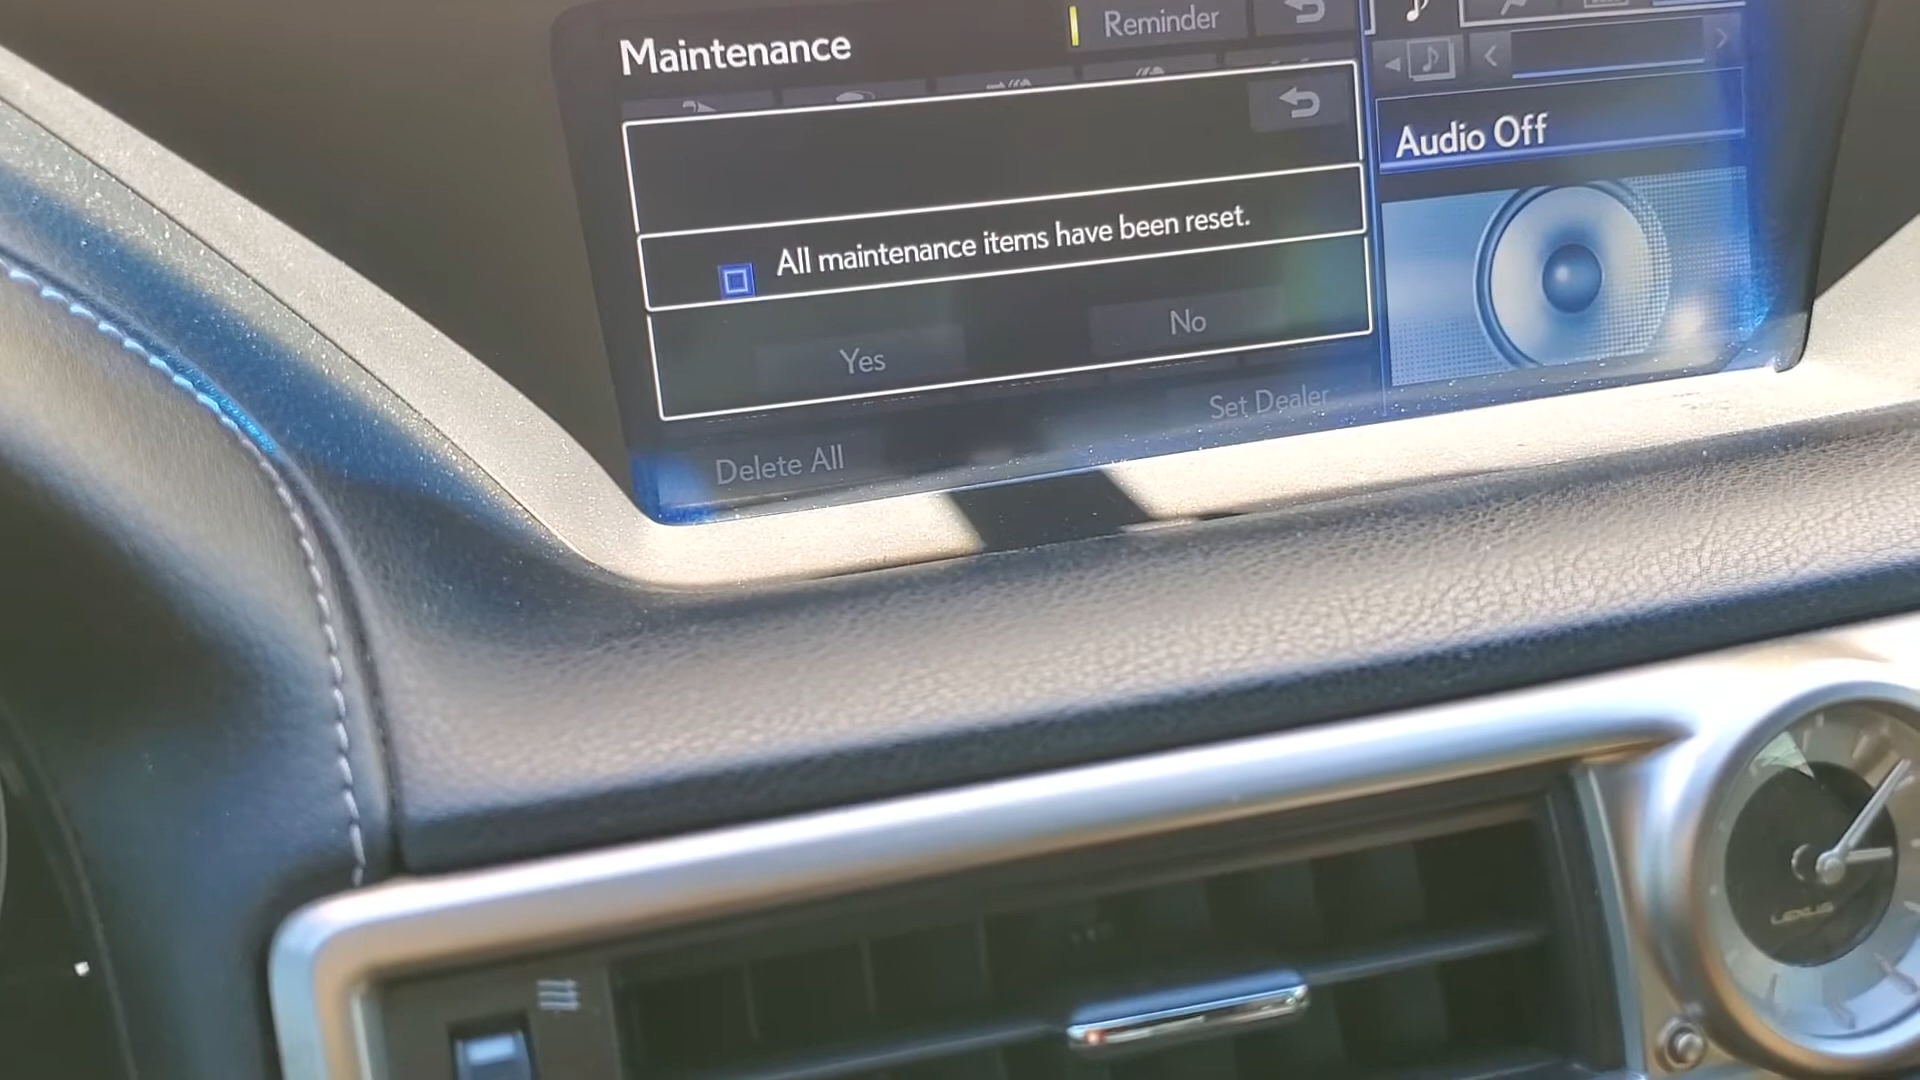 Maintenance
Reminder
All maintenance items have been reset.
Yes
No
Delete All
Set Dealer
Audio Off
LEXUS